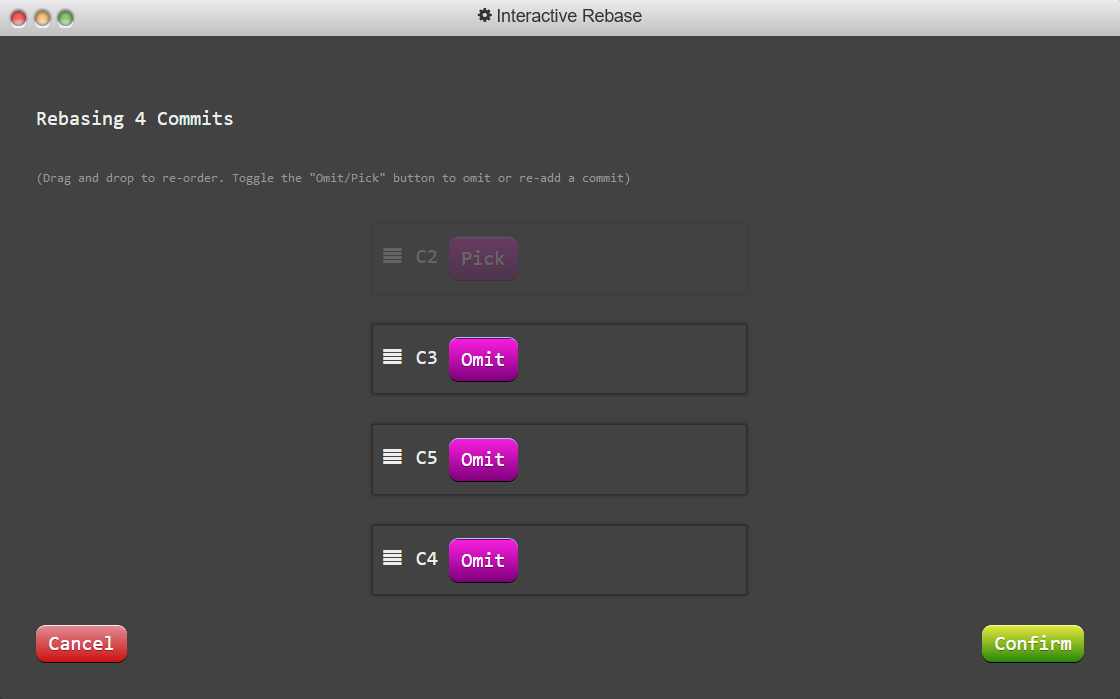 Interactive Rebase
Rebasing 4 Commits
(Drag and drop to re-order. Toggle the "Omit/Pick" button to omit or re-add a commit)
C2 Pick
C3 Omit
C5 Omit
C4 Omit
Cancel Confirm